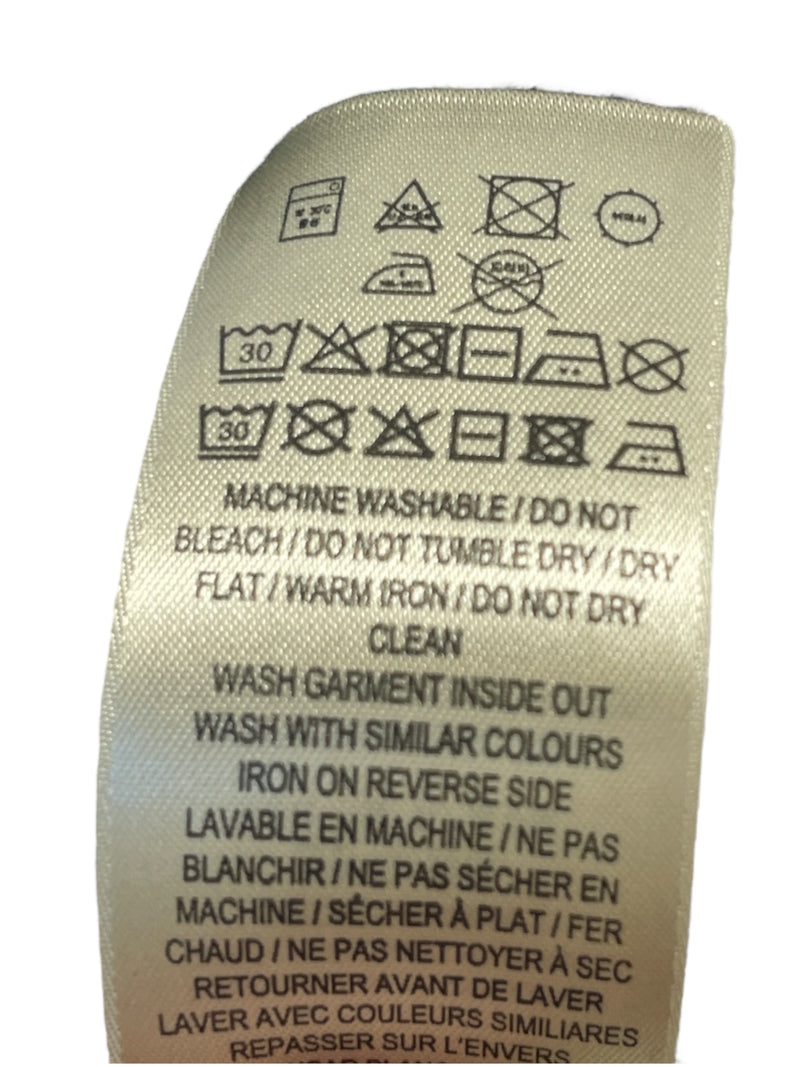 30
30
MACHINE WASHABLE / DO NOT
BLEACH / DO NOT TUMBLE DRY / DRY
FLAT / WARM IRON / DO NOT DRY
CLEAN
WASH GARMENT INSIDE OUT
WASH WITH SIMILAR COLOURS
IRON ON REVERSE SIDE
LAVABLE EN MACHINE / NE PAS
BLANCHIR / NE PAS SÉCHER EN
MACHINE / SÉCHER À PLAT / FER
CHAUD / NE PAS NETTOYER À SEC
RETOURNER AVANT DE LAVER
LAVER AVEC COULEURS SIMILIARES
REPASSER SUR L'ENVERS